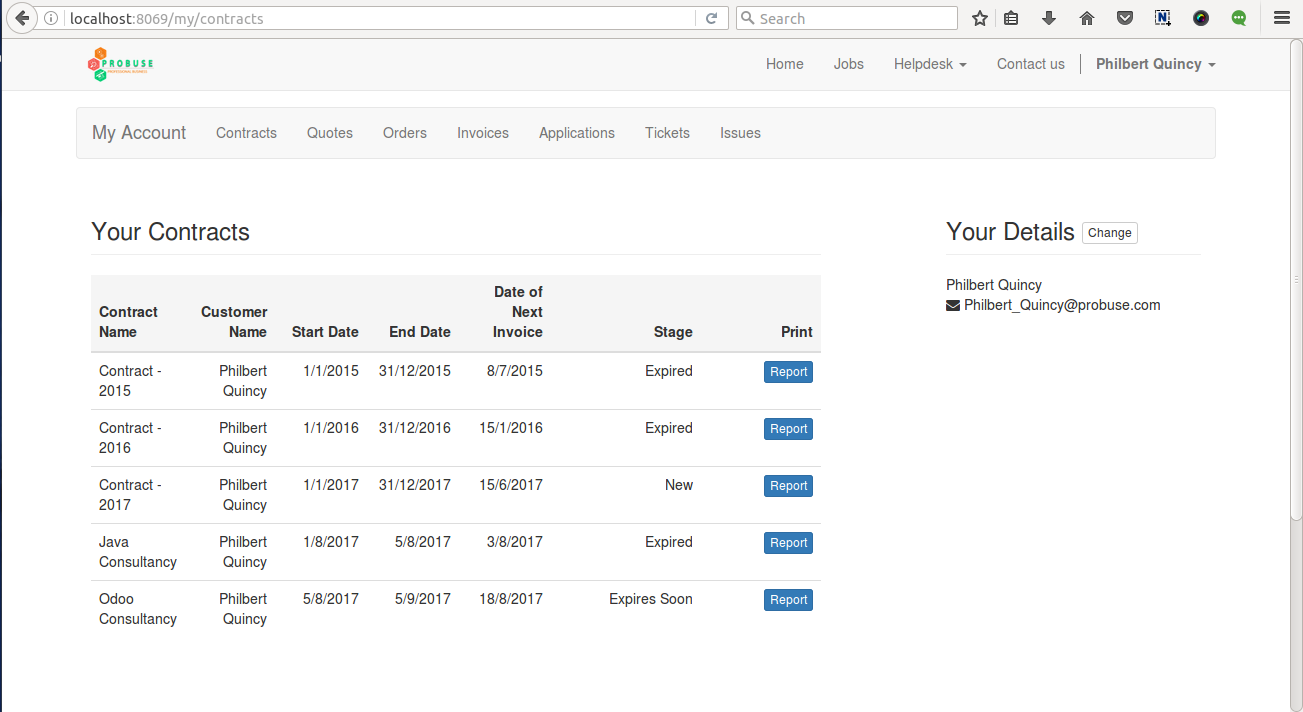 localhost:8069/my/contracts
Search
PROBUSE
PROFESSIONAL BUSINESS
Home Jobs Helpdesk Contact us Philbert Quincy
My Account Contracts Quotes Orders Invoices Applications Tickets Issues
Your Contracts
Contract Name Customer Name Start Date End Date Date of Next Invoice Stage Print
Contract - 2015 Philbert Quincy 1/1/2015 31/12/2015 8/7/2015 Expired Report
Contract - 2016 Philbert Quincy 1/1/2016 31/12/2016 15/1/2016 Expired Report
Contract - 2017 Philbert Quincy 1/1/2017 31/12/2017 15/6/2017 New Report
Java Consultancy Philbert Quincy 1/8/2017 5/8/2017 3/8/2017 Expired Report
Odoo Consultancy Philbert Quincy 5/8/2017 5/9/2017 18/8/2017 Expires Soon Report
Your Details Change
Philbert Quincy
Philbert_Quincy@probuse.com